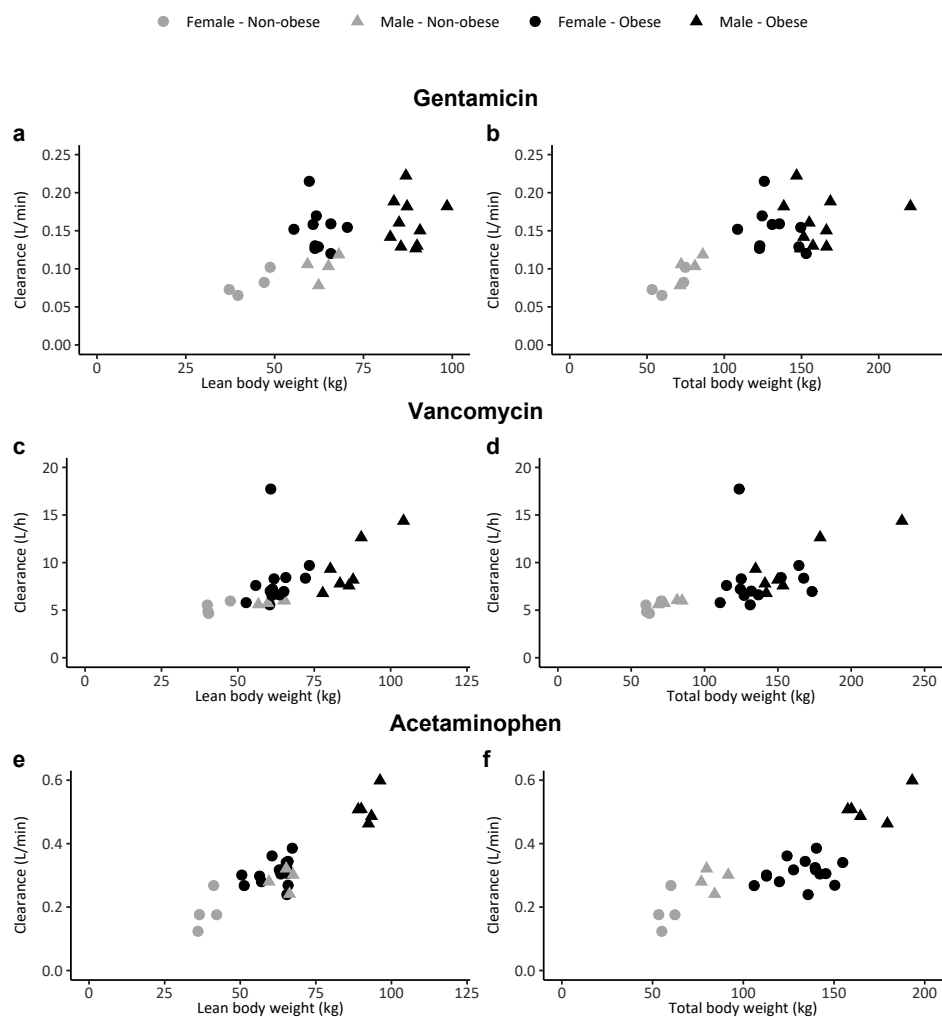 Female - Non-obese Male - Non-obese Female - Obese Male - Obese
Gentamicin
a
b
Clearance (L/min)
0.25
0.20
0.15
0.10
0.05
0.00
0 25 50 75 100
Lean body weight (kg)
Clearance (L/min)
0.25
0.20
0.15
0.10
0.05
0.00
0 50 100 150 200
Total body weight (kg)
Vancomycin
c
d
Clearance (L/h)
20
15
10
5
0
0 25 50 75 100 125
Lean body weight (kg)
Clearance (L/h)
20
15
10
5
0
0 50 100 150 200 250
Total body weight (kg)
Acetaminophen
e
f
Clearance (L/min)
0.6
0.4
0.2
0.0
0 25 50 75 100 125
Lean body weight (kg)
Clearance (L/min)
0.6
0.4
0.2
0.0
0 50 100 150 200
Total body weight (kg)